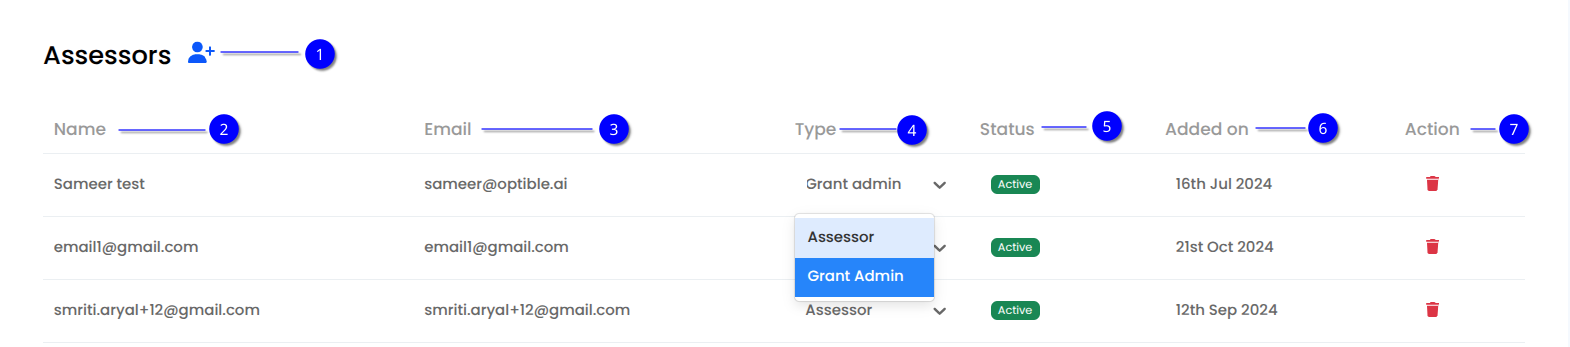 Assessors 1
Name 2 Email 3 Type 4 Status 5 Added on 6 Action 7
Sameer test sameer@optible.ai Grant admin Active 16th Jul 2024
Assessor
email1@gmail.com email1@gmail.com Active 21st Oct 2024
Grant Admin
smriti.aryal+12@gmail.com smriti.aryal+12@gmail.com Assessor Active 12th Sep 2024